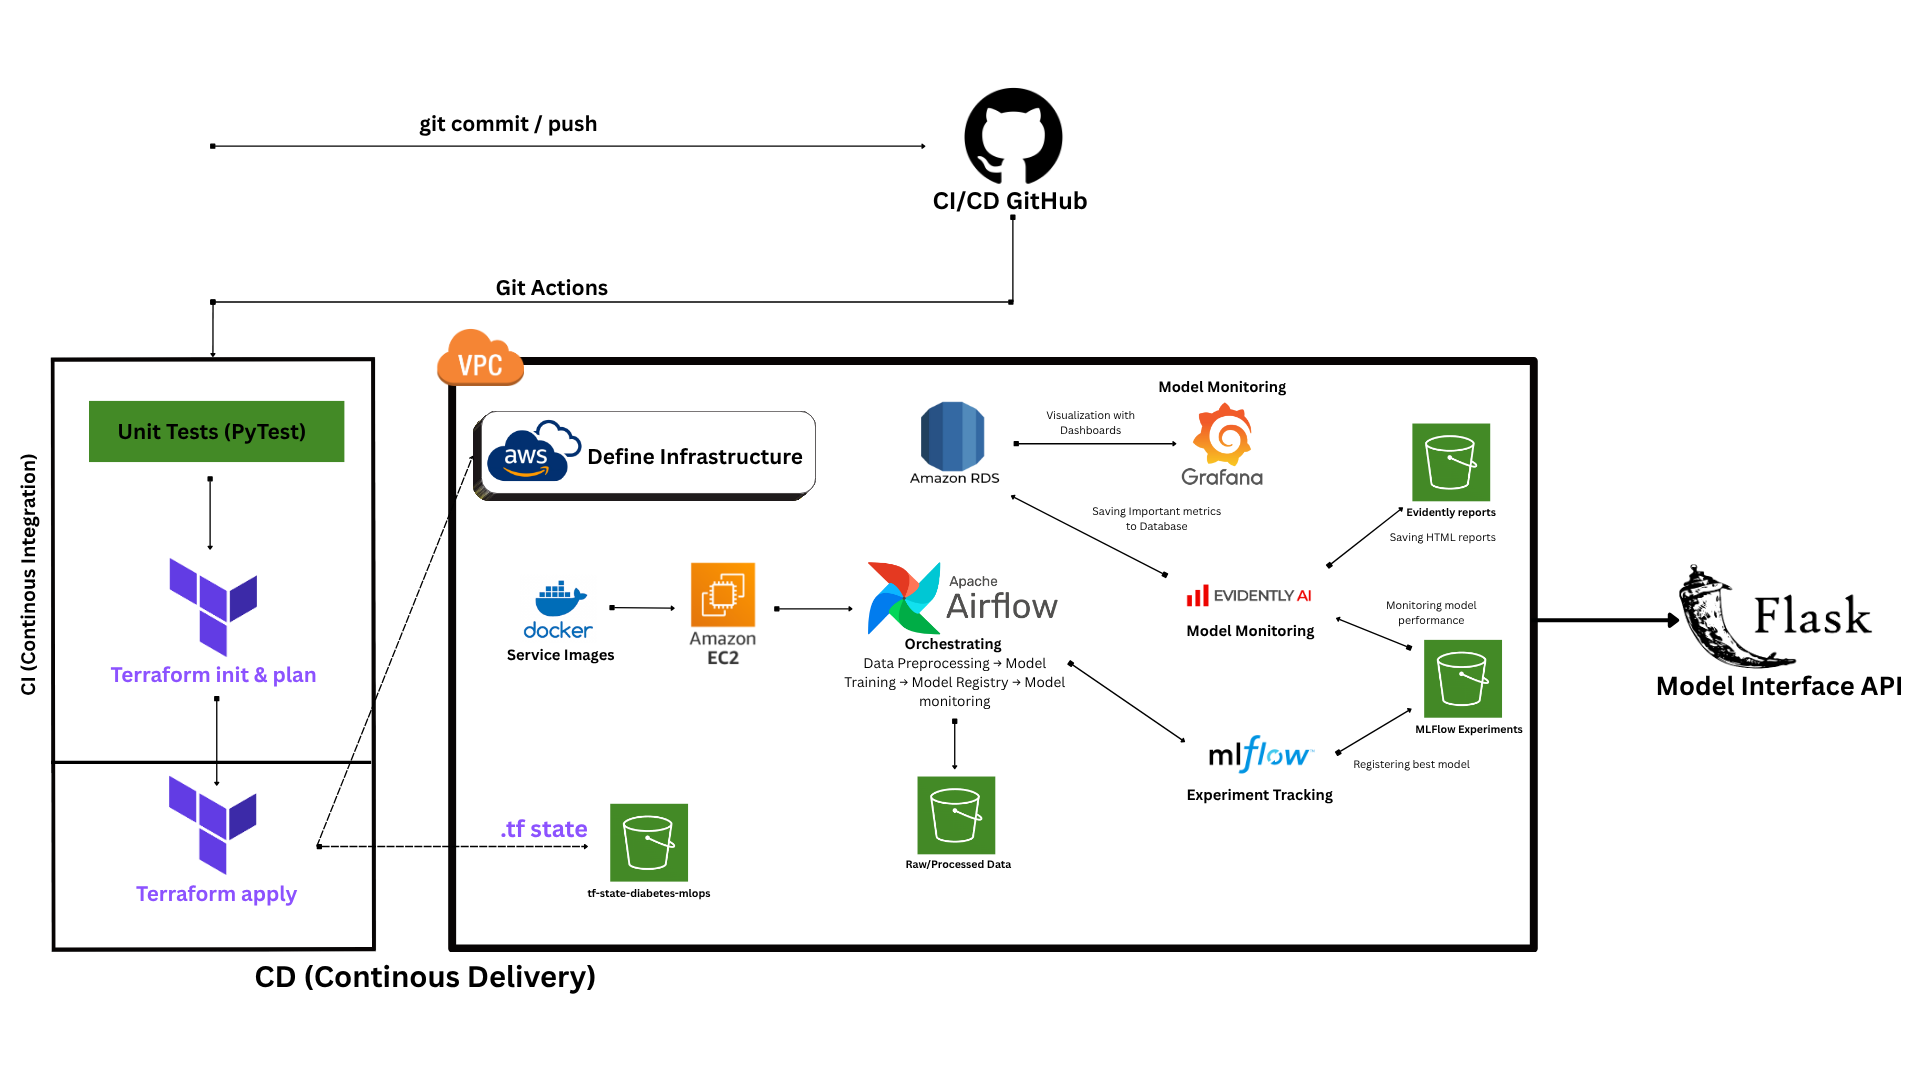 git commit / push
CI/CD GitHub
Git Actions
CI (Continous Integration)
Unit Tests (PyTest)
Terraform init & plan
Terraform apply
CD (Continous Delivery)
VPC
aws
Define Infrastructure
docker
Service Images
Amazon
EC2
.tf state
tf-state-diabetes-mlops
Amazon RDS
Visualization with
Dashboards
Model Monitoring
Grafana
Saving Important metrics
to Database
Apache
Airflow
Orchestrating
Data Preprocessing → Model
Training → Model Registry → Model
monitoring
Raw/Processed Data
EVIDENTLY AI
Model Monitoring
Evidently reports
Saving HTML reports
Monitoring model
performance
MLFlow Experiments
Registering best model
mlflow
Experiment Tracking
Flask
Model Interface API